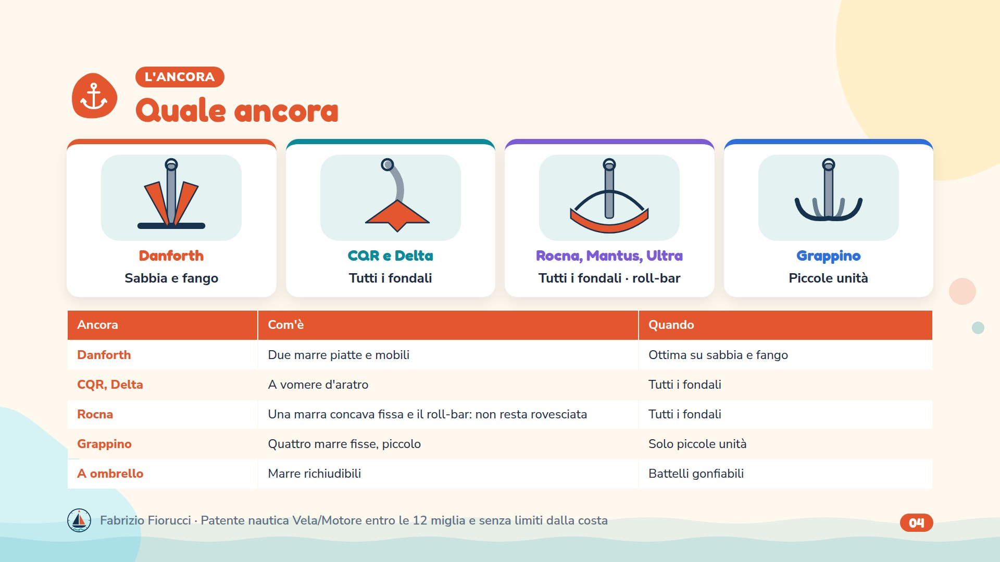 L'ANCORA
Quale ancora
Danforth
Sabbia e fango
CQR e Delta
Tutti i fondali
Rocna, Mantus, Ultra
Tutti i fondali · roll-bar
Grappino
Piccole unità
Ancora Com'è Quando
Danforth Due marre piatte e mobili Ottima su sabbia e fango
CQR, Delta A vomere d'aratro Tutti i fondali
Rocna Una marra concava fissa e il roll-bar: non resta rovesciata Tutti i fondali
Grappino Quattro marre fisse, piccolo Solo piccole unità
A ombrello Marre richiudibili Battelli gonfiabili
Fabrizio Fiorucci · Patente nautica Vela/Motore entro le 12 miglia e senza limiti dalla costa
04